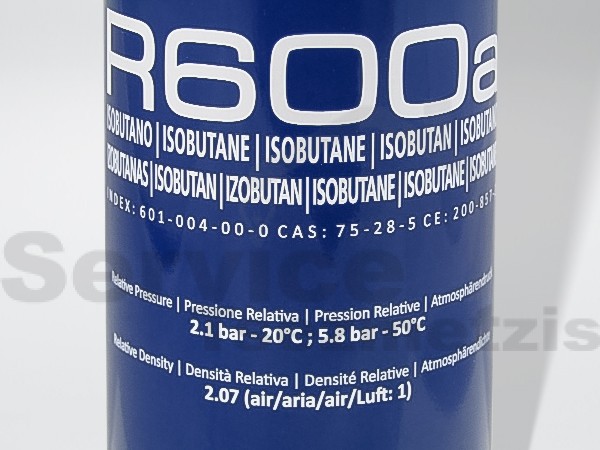 R600a
ISOBUTANO | ISOBUTANE | ISOBUTANE | ISOBUTAN | ISOBUTANO
IZOBUTANAS | ISOBUTAN | IZOBUTAN | ISOBUTANE | ISOBUTANE |
INDEX: 601-004-00-0 CAS: 75-28-5 CE: 200-857-
Service
Relative Pressure | Pressione Relativa | Pression Relative | Atmosphärendruck
2.1 bar - 20°C ; 5.8 bar - 50°C
Relative Density | Densità Relativa | Densité Relative | Atmosphärendichte
2.07 (air/aria/air/Luft: 1)